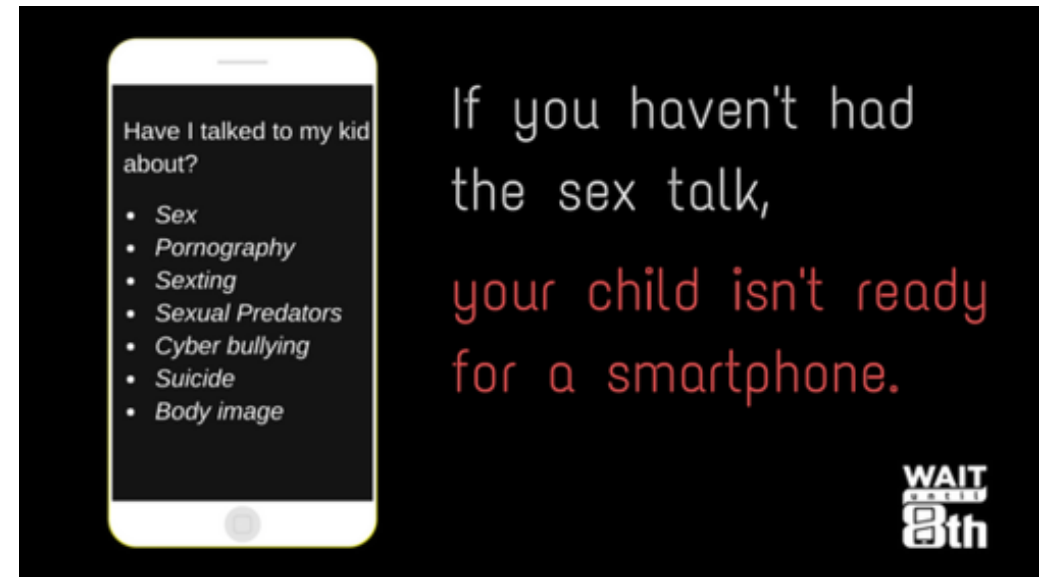 Have I talked to my kid
about?
• Sex
• Pornography
• Sexting
• Sexual Predators
• Cyber bullying
• Suicide
• Body image
If you haven't had
the sex talk,
your child isn't ready
for a smartphone.
WAIT
until
8th